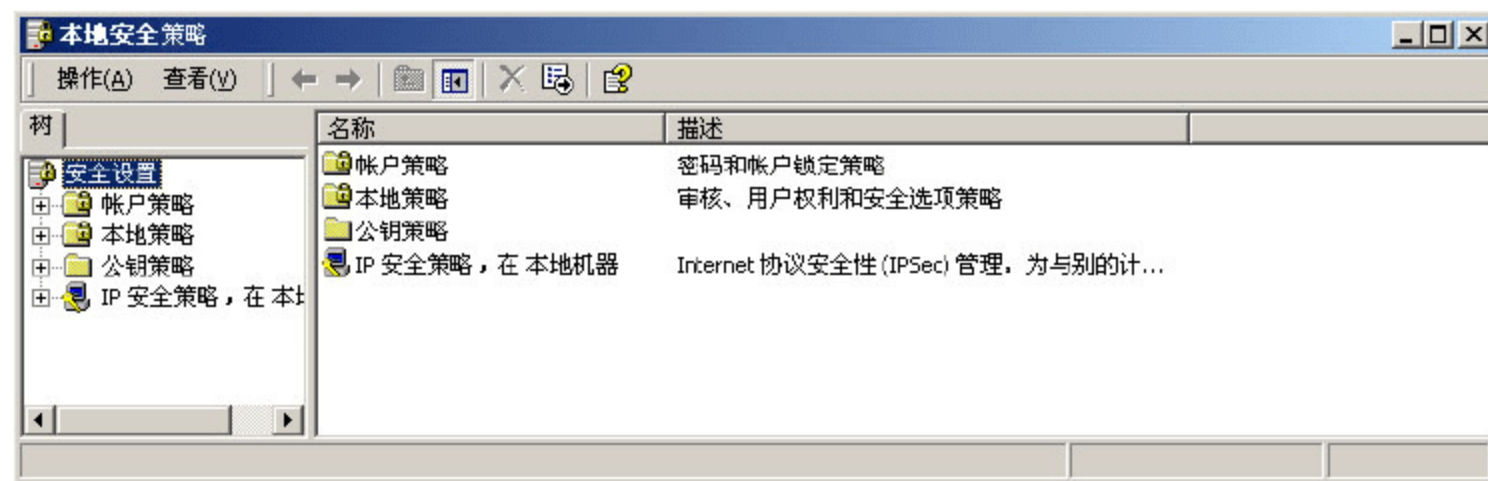 本地安全策略
操作(A) 查看(V)
树
名称 描述
安全设置
帐户策略
本地策略
公钥策略
IP 安全策略，在 本
帐户策略 密码和帐户锁定策略
本地策略 审核、用户权利和安全选项策略
公钥策略
IP 安全策略，在 本地机器 Internet 协议安全性 (IPSec) 管理。为与别的计...